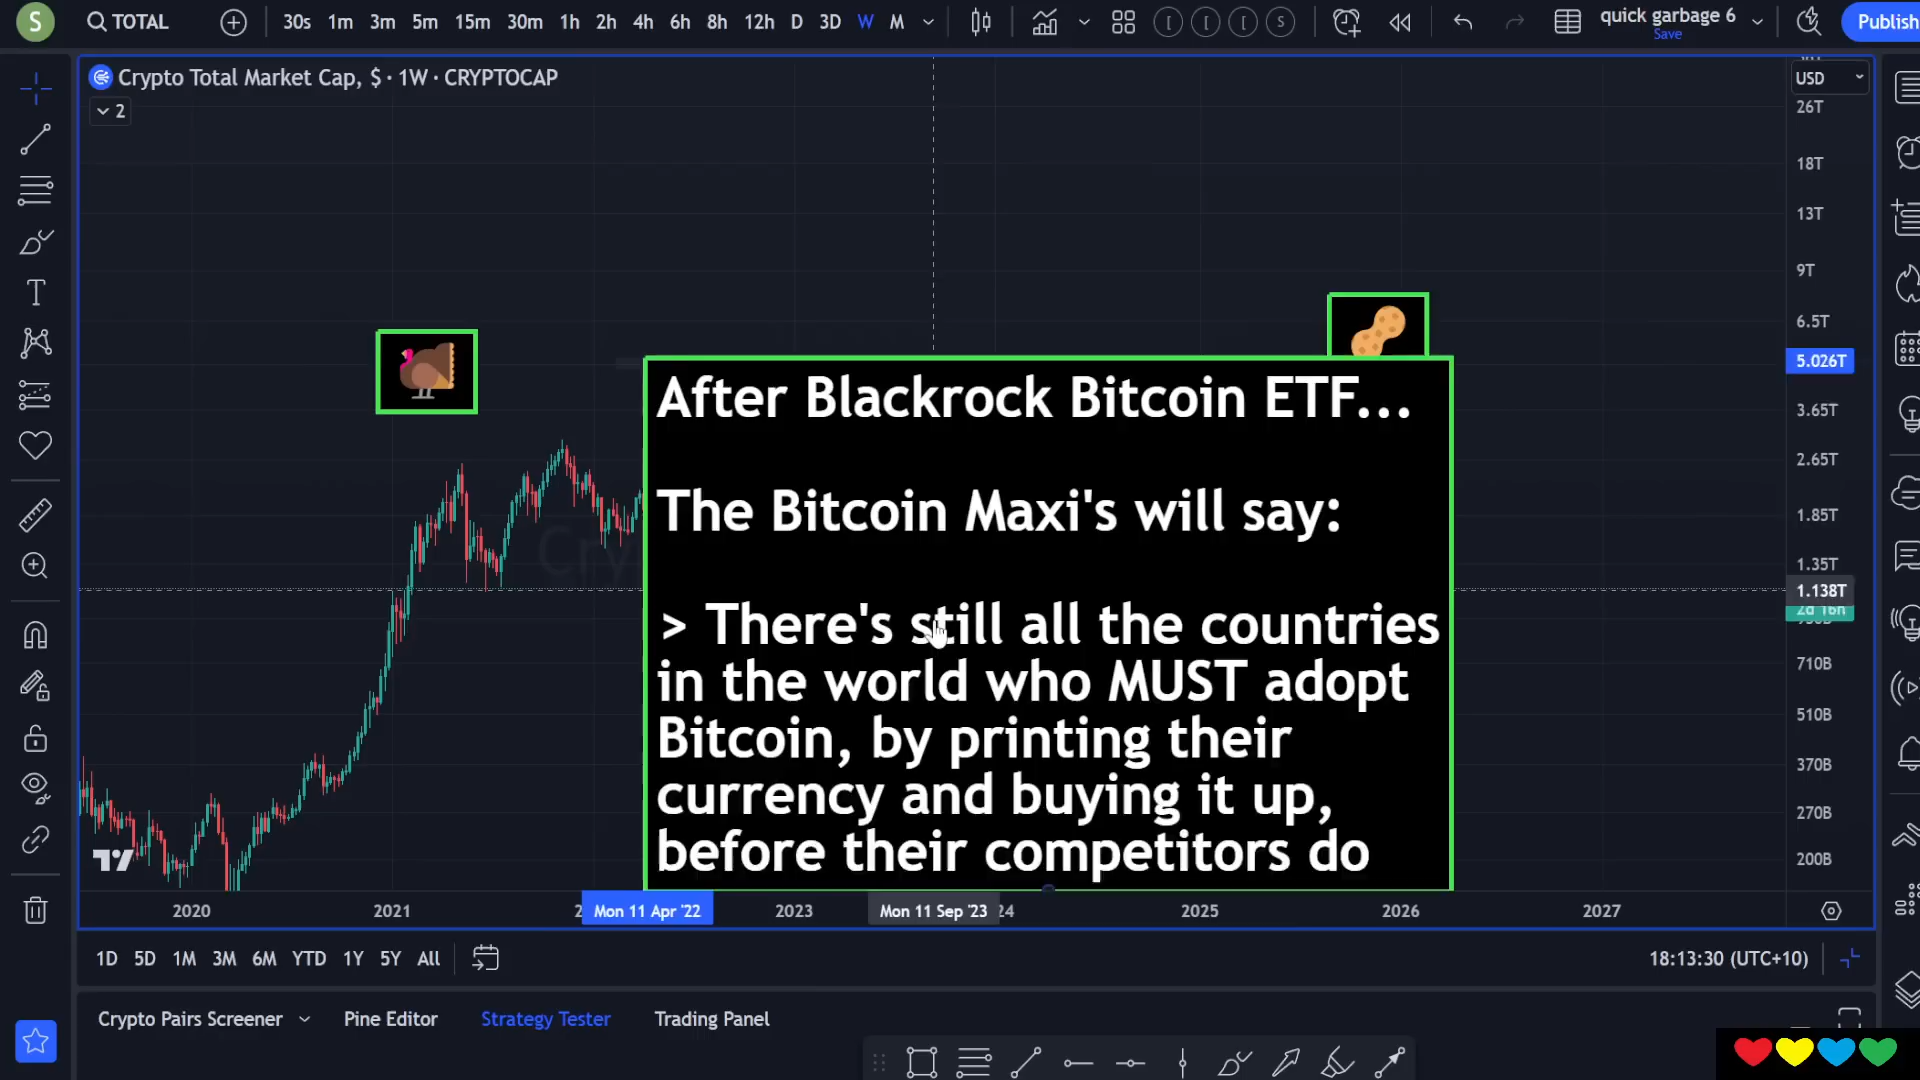 S
TOTAL
30s 1m 3m 5m 15m 30m 1h 2h 4h 6h 8h 12h D 3D W M
[ [ [ S
quick garbage 6
Save
Publish
Crypto Total Market Cap, $ · 1W · CRYPTOCAP
2
USD
26T
18T
13T
9T
6.5T
5.026T
3.65T
2.65T
1.85T
1.35T
1.138T
2d 16h
710B
510B
370B
270B
200B
After Blackrock Bitcoin ETF...
The Bitcoin Maxi's will say:
> There's still all the countries
in the world who MUST adopt
Bitcoin, by printing their
currency and buying it up,
before their competitors do
Cry
2020 2021 Mon 11 Apr '22 2023 Mon 11 Sep '23 24 2025 2026 2027
1D 5D 1M 3M 6M YTD 1Y 5Y All
18:13:30 (UTC+10)
Crypto Pairs Screener Pine Editor Strategy Tester Trading Panel